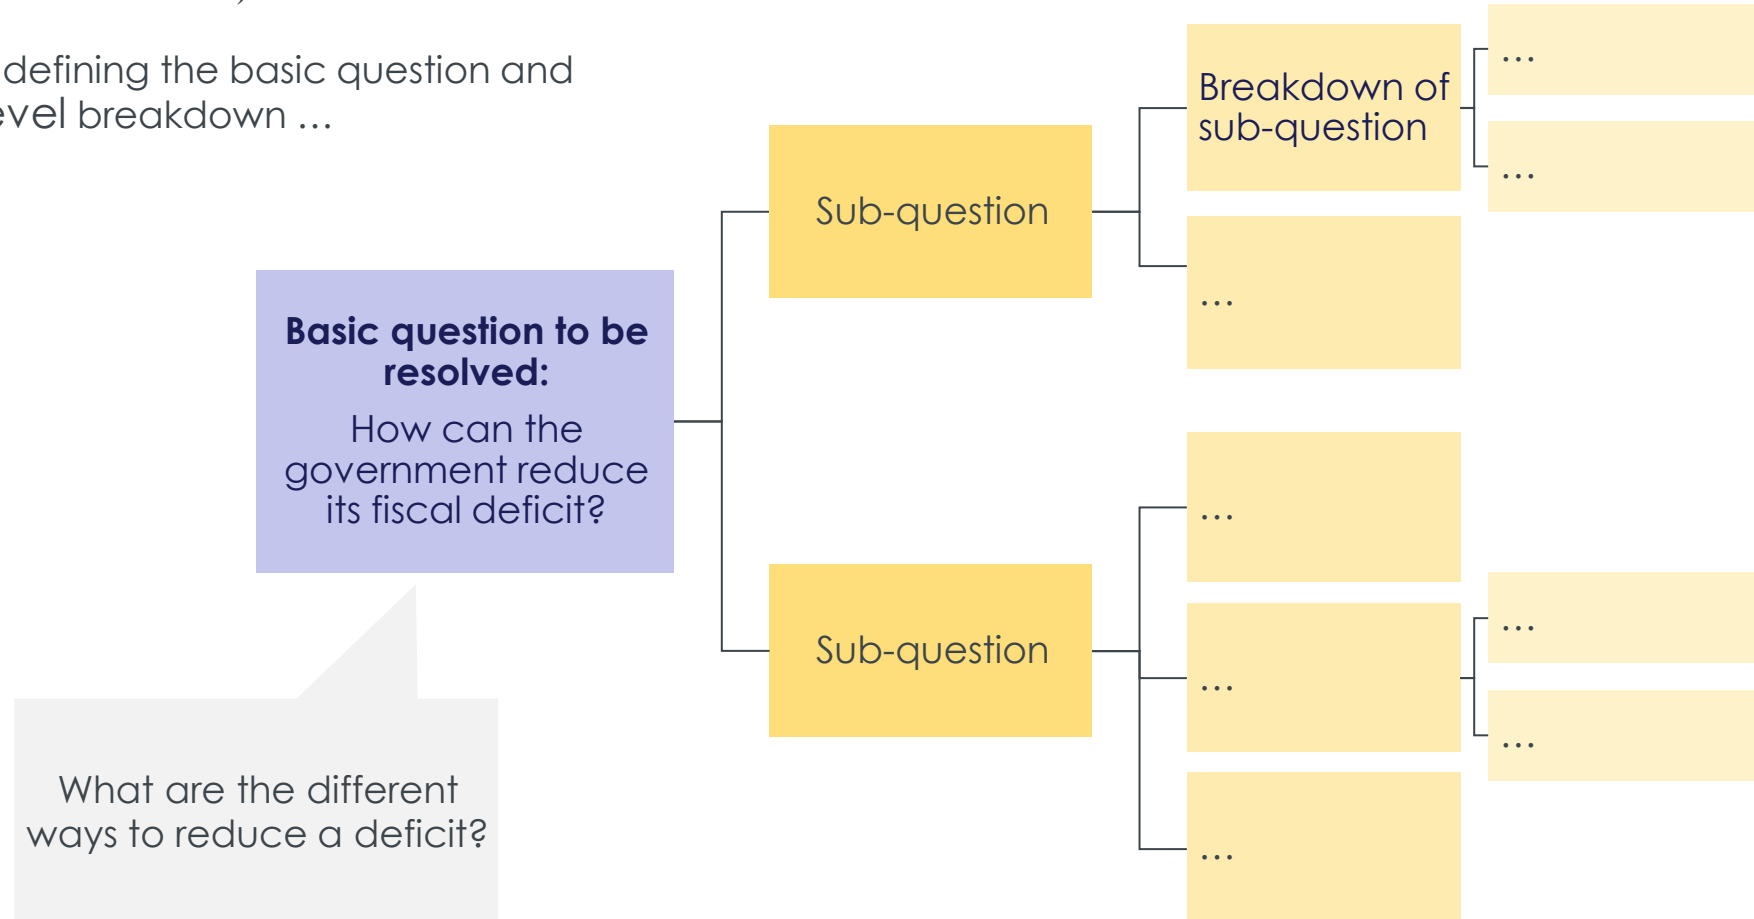 defining the basic question and
evel breakdown …
Breakdown of
sub-question
…
…
Sub-question
…
Basic question to be
resolved:
How can the
government reduce
its fiscal deficit?
…
Sub-question
…
…
…
…
What are the different
ways to reduce a deficit?